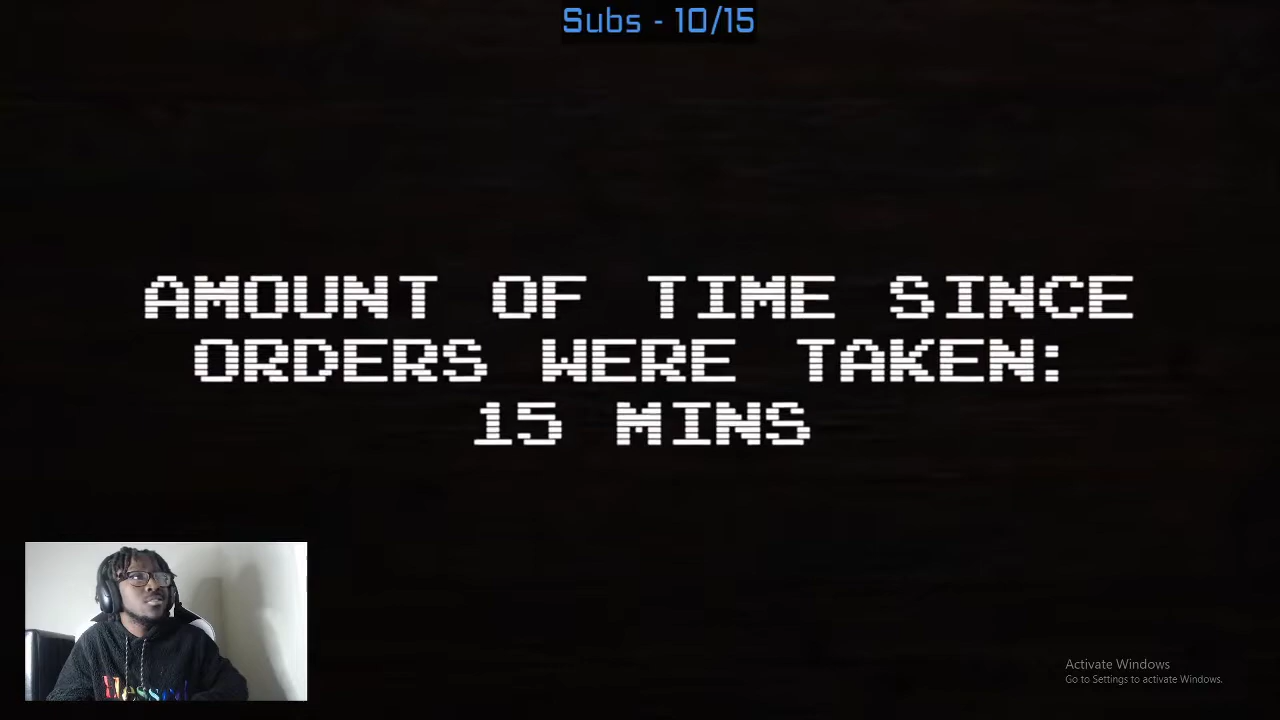 Subs - 10/15
AMOUNT OF TIME SINCE
ORDERS WERE TAKEN:
15 MINS
blessed
Activate Windows
Go to Settings to activate Windows.